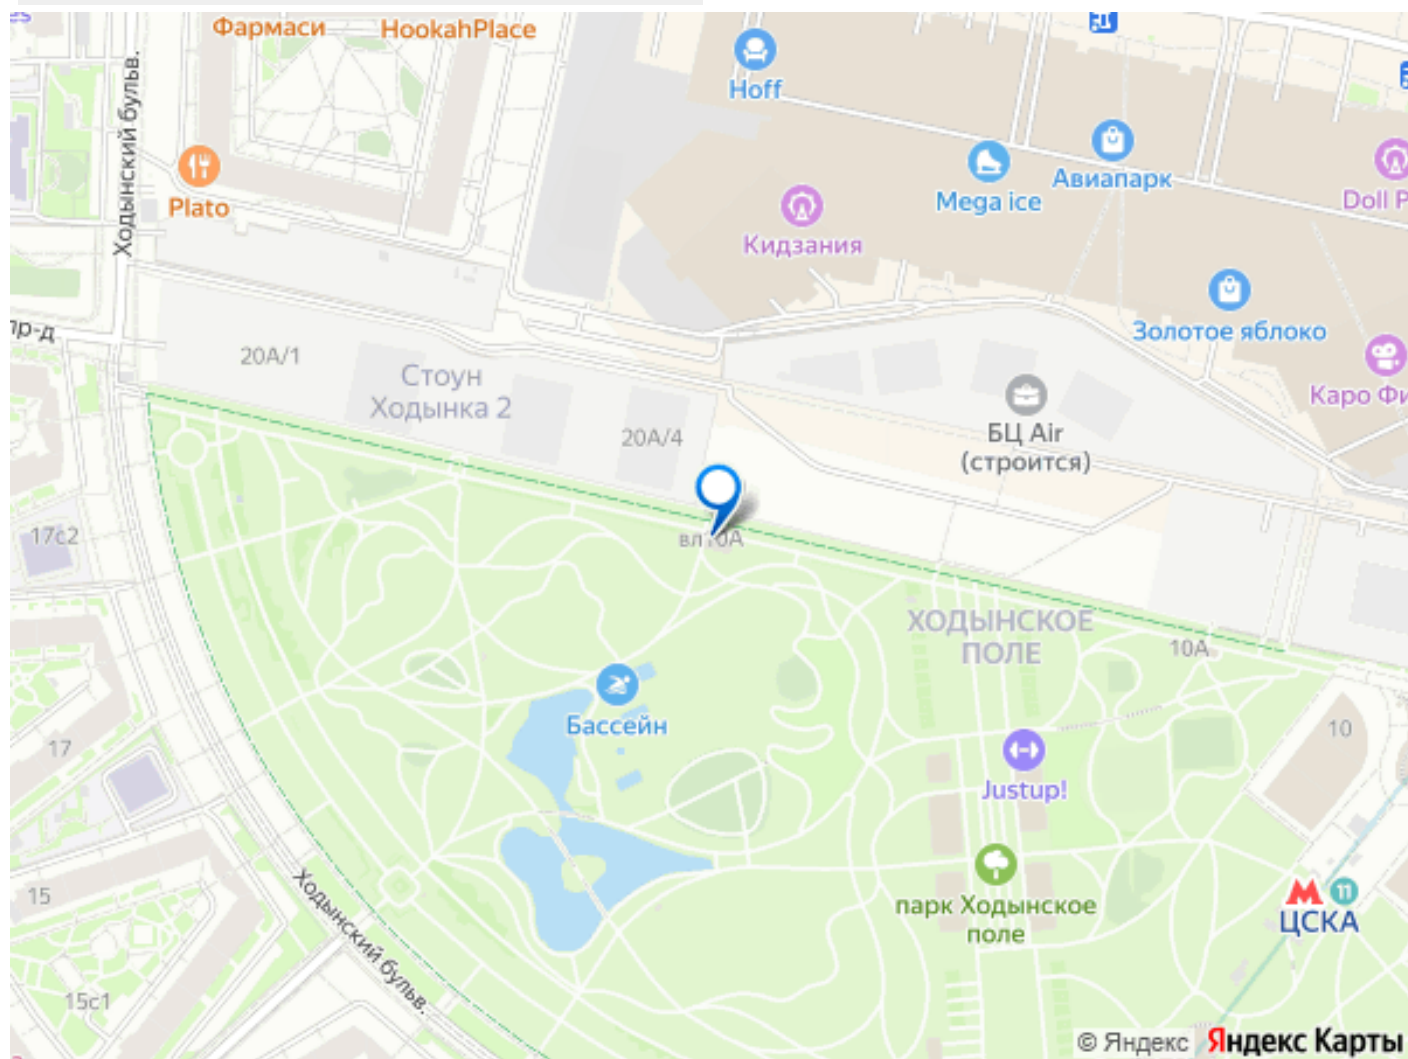 Фармаси
HookahPlace
Hoff
Ходынский бульв.
Plato
Mega ice
Авиапарк
Doll P
Кидзания
Золотое яблоко
пр-д
20А/1
Стоун
Ходынка 2
20А/4
Каро Фи
БЦ Air
(строится)
17с2
вл10А
ХОДЫНСКОЕ
ПОЛЕ
10А
Бассейн
10
17
Justup!
15
Ходынский бульв.
парк Ходынское
поле
М 11
ЦСКА
15с1
© Яндекс Яндекс Карты